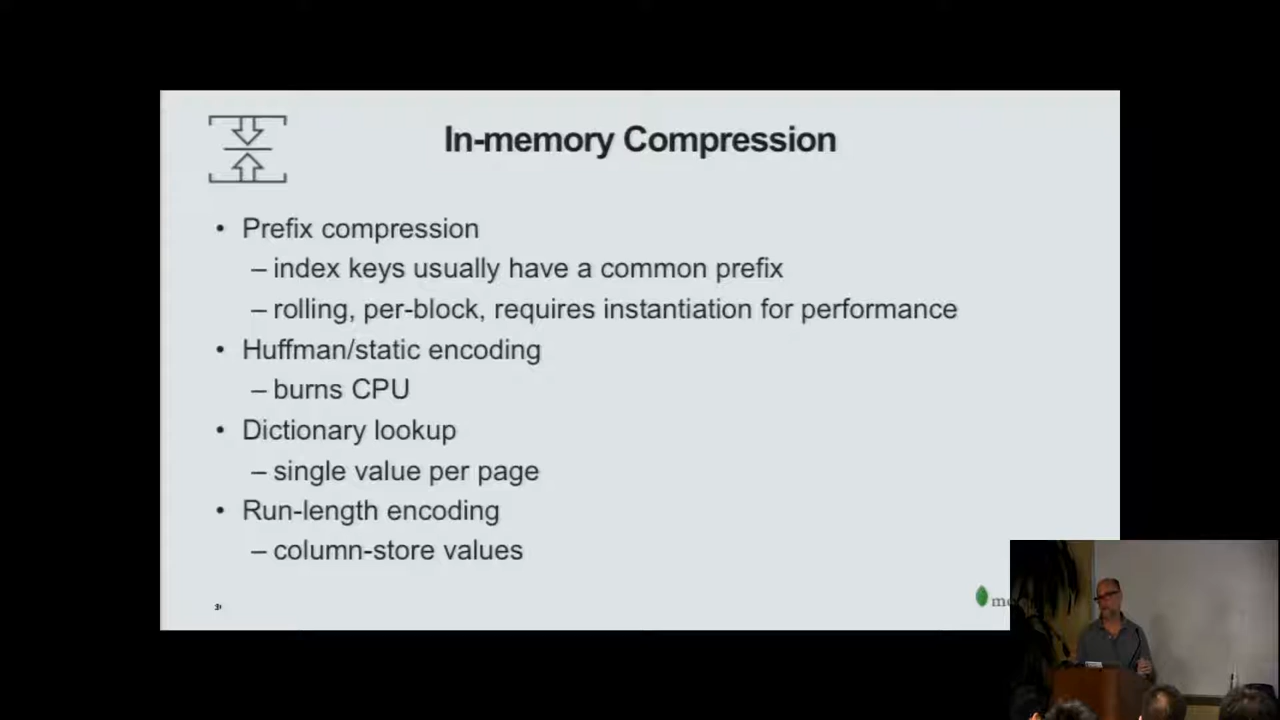 In-memory Compression
• Prefix compression
– index keys usually have a common prefix
– rolling, per-block, requires instantiation for performance
• Huffman/static encoding
– burns CPU
• Dictionary lookup
– single value per page
• Run-length encoding
– column-store values